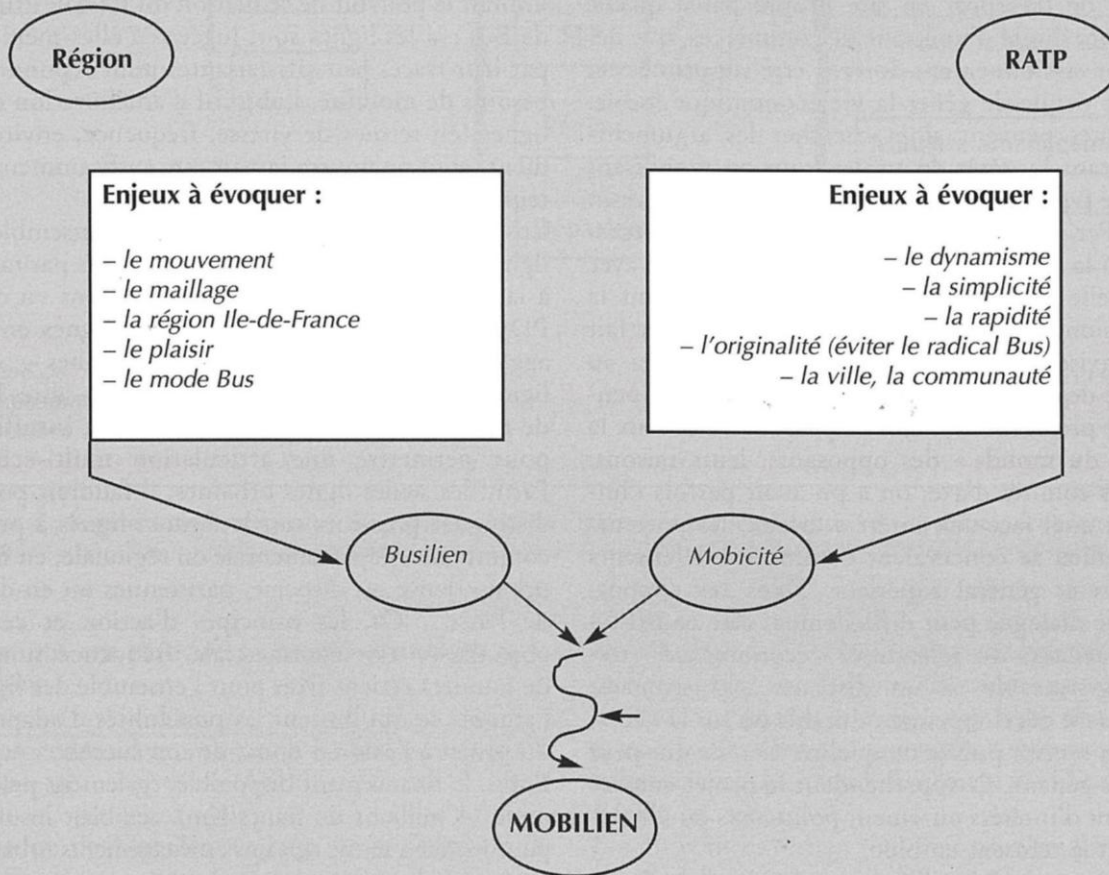 Région
RATP
Enjeux à évoquer :
– le mouvement
– le maillage
– la région Ile-de-France
– le plaisir
– le mode Bus
Enjeux à évoquer :
– le dynamisme
– la simplicité
– la rapidité
– l'originalité (éviter le radical Bus)
– la ville, la communauté
Busilien
Mobicité
MOBILIEN